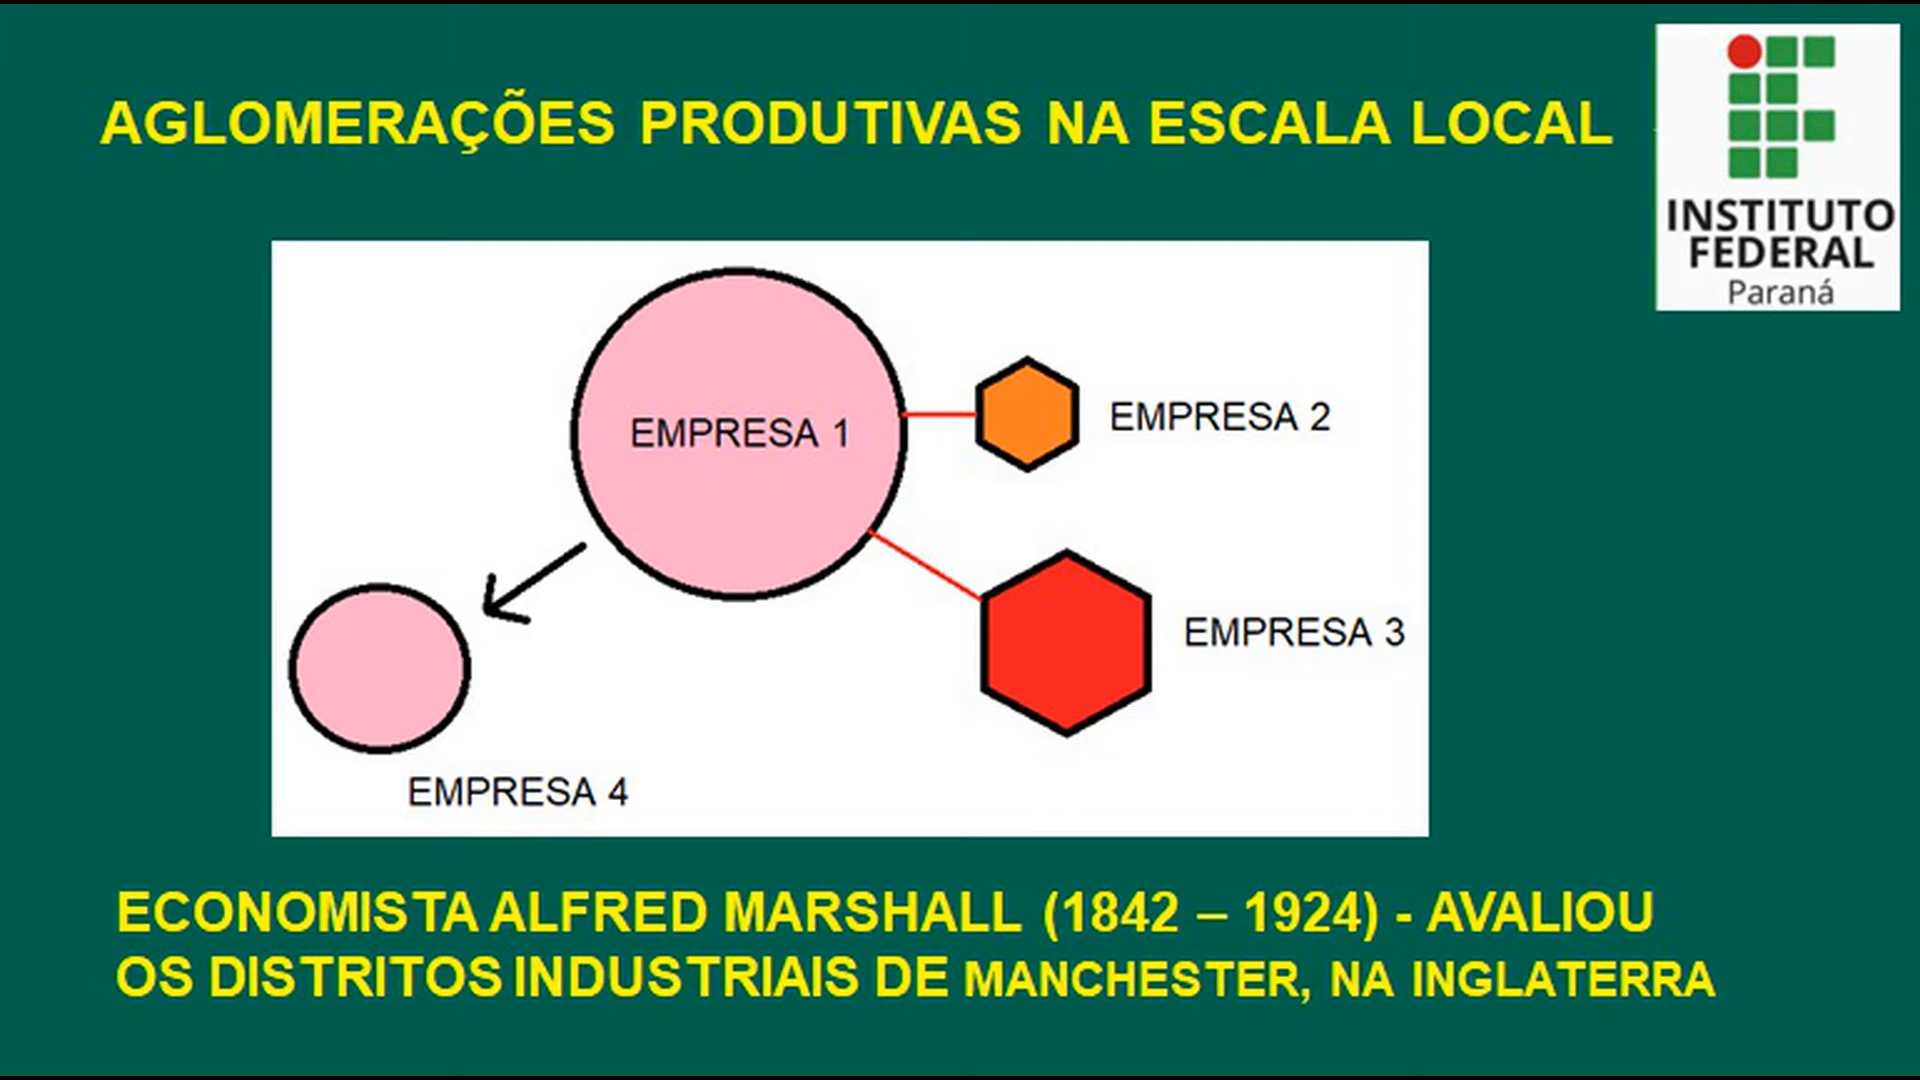 AGLOMERAÇÕES PRODUTIVAS NA ESCALA LOCAL
INSTITUTO
FEDERAL
Paraná
EMPRESA 1
EMPRESA 2
EMPRESA 3
EMPRESA 4
ECONOMISTA ALFRED MARSHALL (1842 – 1924) - AVALIOU
OS DISTRITOS INDUSTRIAIS DE MANCHESTER, NA INGLATERRA